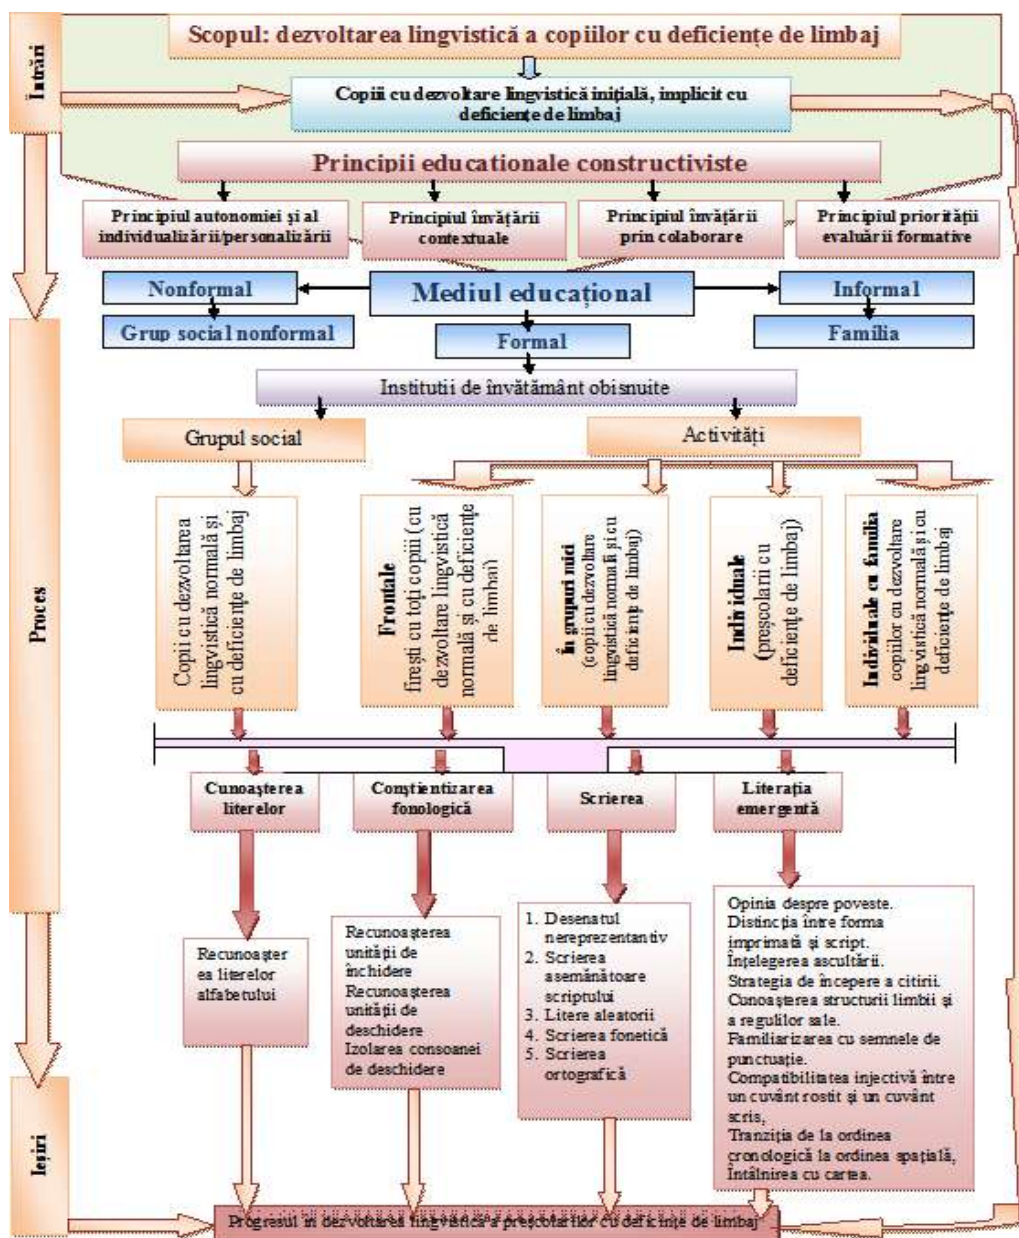 Scopul: dezvoltarea lingvistică a copiilor cu deficiențe de limbaj
Intrări
Copiii cu dezvoltare lingvistică inițială, implicit cu
deficiențe de limbaj
Principii educationale constructiviste
Principiul autonomiei și al
individualizării/personalizării
Principiul învățării
contextuale
Principiul învățării
prin colaborare
Principiul priorității
evaluării formative
Nonformal
Mediul educațional
Informal
Grup social nonformal
Formal
Familia
Institutii de învătământ obisnuite
Grupul social
Activități
Proces
Copii cu dezvoltarea
lingvistică normală și
cu deficiențe de limbaj
Frontale
firești cu toți copiii (cu
dezvoltare lingvistică
normală și cu deficiențe
de limbaj)
În grupuri mici
(copii cu dezvoltare
lingvistică normală și cu
deficiențe de limbaj)
Individuale
(preșcolarii cu
deficiențe de limbaj)
Individuale cu familia
copiilor cu dezvoltare
lingvistică normală și cu
deficiențe de limbaj
Cunoașterea
literelor
Conștientizarea
fonologică
Scrierea
Literația
emergentă
Recunoașter
ea literelor
alfabetului
Recunoașterea
unității de
închidere
Recunoașterea
unității de
deschidere
Izolarea consoanei
de deschidere
1. Desenatul
nereprezentantiv
2. Scrierea
asemănătoare
scriptului
3. Litere aleatorii
4. Scrierea fonetică
5. Scrierea
ortografică
Opinia despre poveste.
Distincția între forma
imprimată și script.
Înțelegerea ascultării.
Strategia de începere a citirii.
Cunoașterea structurii limbii și
a regulilor sale.
Familiarizarea cu semnele de
punctuație.
Compatibilitatea injectivă între
un cuvânt rostit și un cuvânt
scris,
Tranziția de la ordinea
cronologică la ordinea spațială,
Întâlnirea cu cartea.
Ieșiri
Progresul în dezvoltarea lingvistică a preșcolarilor cu deficiențe de limbaj